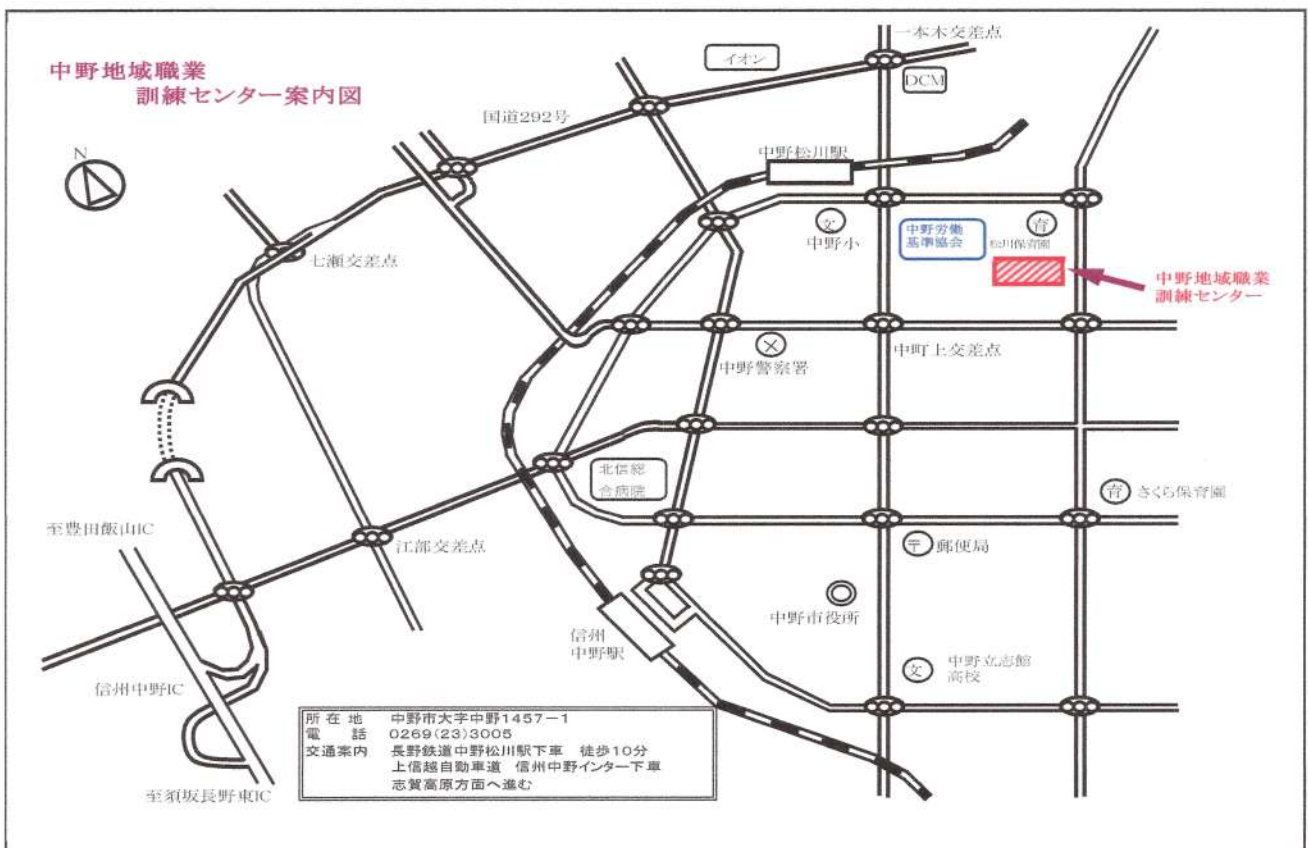 中野地域職業
訓練センター案内図
一本木交差点
イオン
DCM
国道292号
N
中野松川駅
文
中野小
中野労働
基準協会
育
松川保育園
中野地域職業
訓練センター
七瀬交差点
中町上交差点
中野警察署
北信総
合病院
育 さくら保育園
至豊田飯山IC
江部交差点
〒 郵便局
中野市役所
信州
中野駅
文 中野立志館
高校
信州中野IC
所在地 中野市大字中野1457-1
電話 0269(23)3005
交通案内 長野鉄道中野松川駅下車 徒歩10分
上信越自動車道 信州中野インター下車
志賀高原方面へ進む
至須坂長野東IC